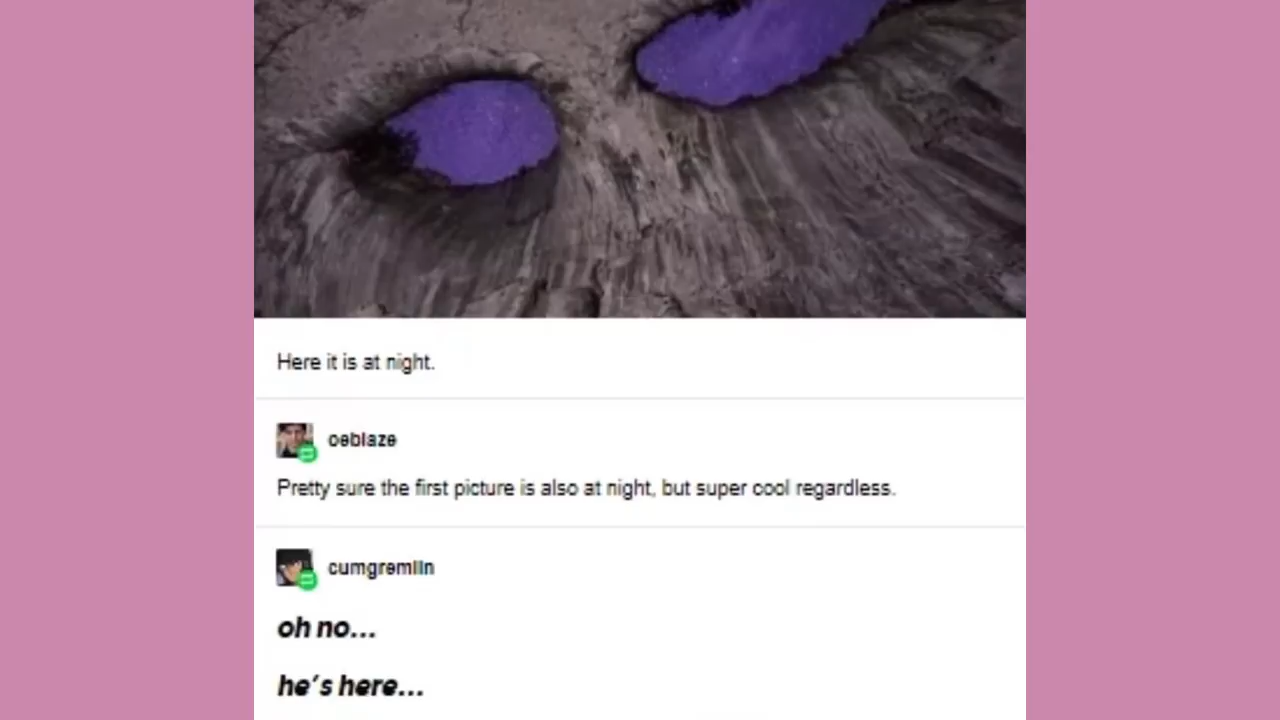 Here it is at night.
oeblaze
Pretty sure the first picture is also at night, but super cool regardless.
cumgremlin
oh no...
he's here...